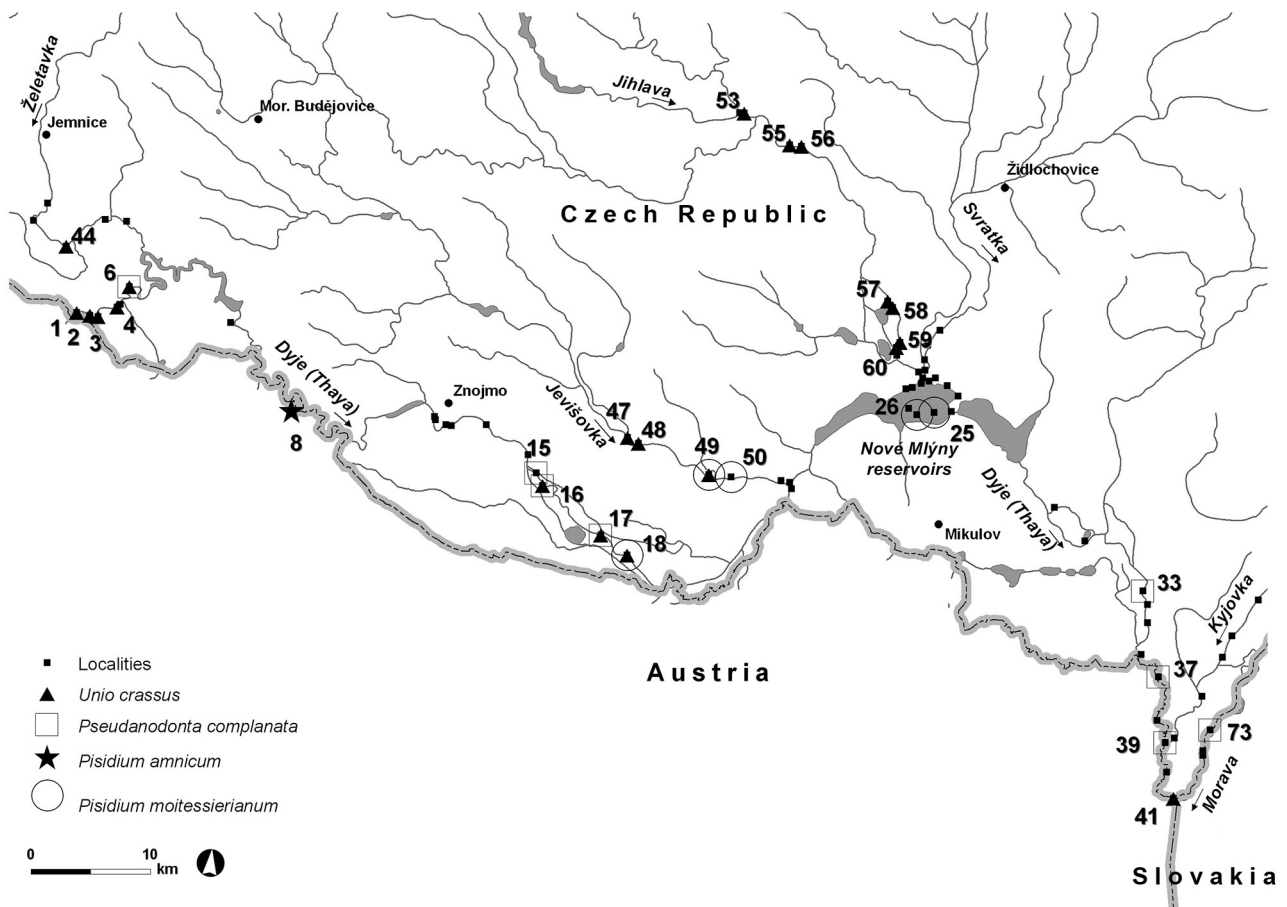 Želetavka
Jemnice
Mor. Budějovice
Jihlava
53
55
56
Židlochovice
Czech Republic
Svratka
44
6
1
2
3
4
57
58
59
60
Dyje (Thaya)
8
Znojmo
Jevišovka
47
48
49
50
26
25
Nové Mlýny
reservoirs
15
16
17
18
Dyje (Thaya)
Mikulov
33
Kyjovka
37
39
73
41
Morava
Austria
Slovakia
Localities
Unio crassus
Pseudanodonta complanata
Pisidium amnicum
Pisidium moitessierianum
0 10
km